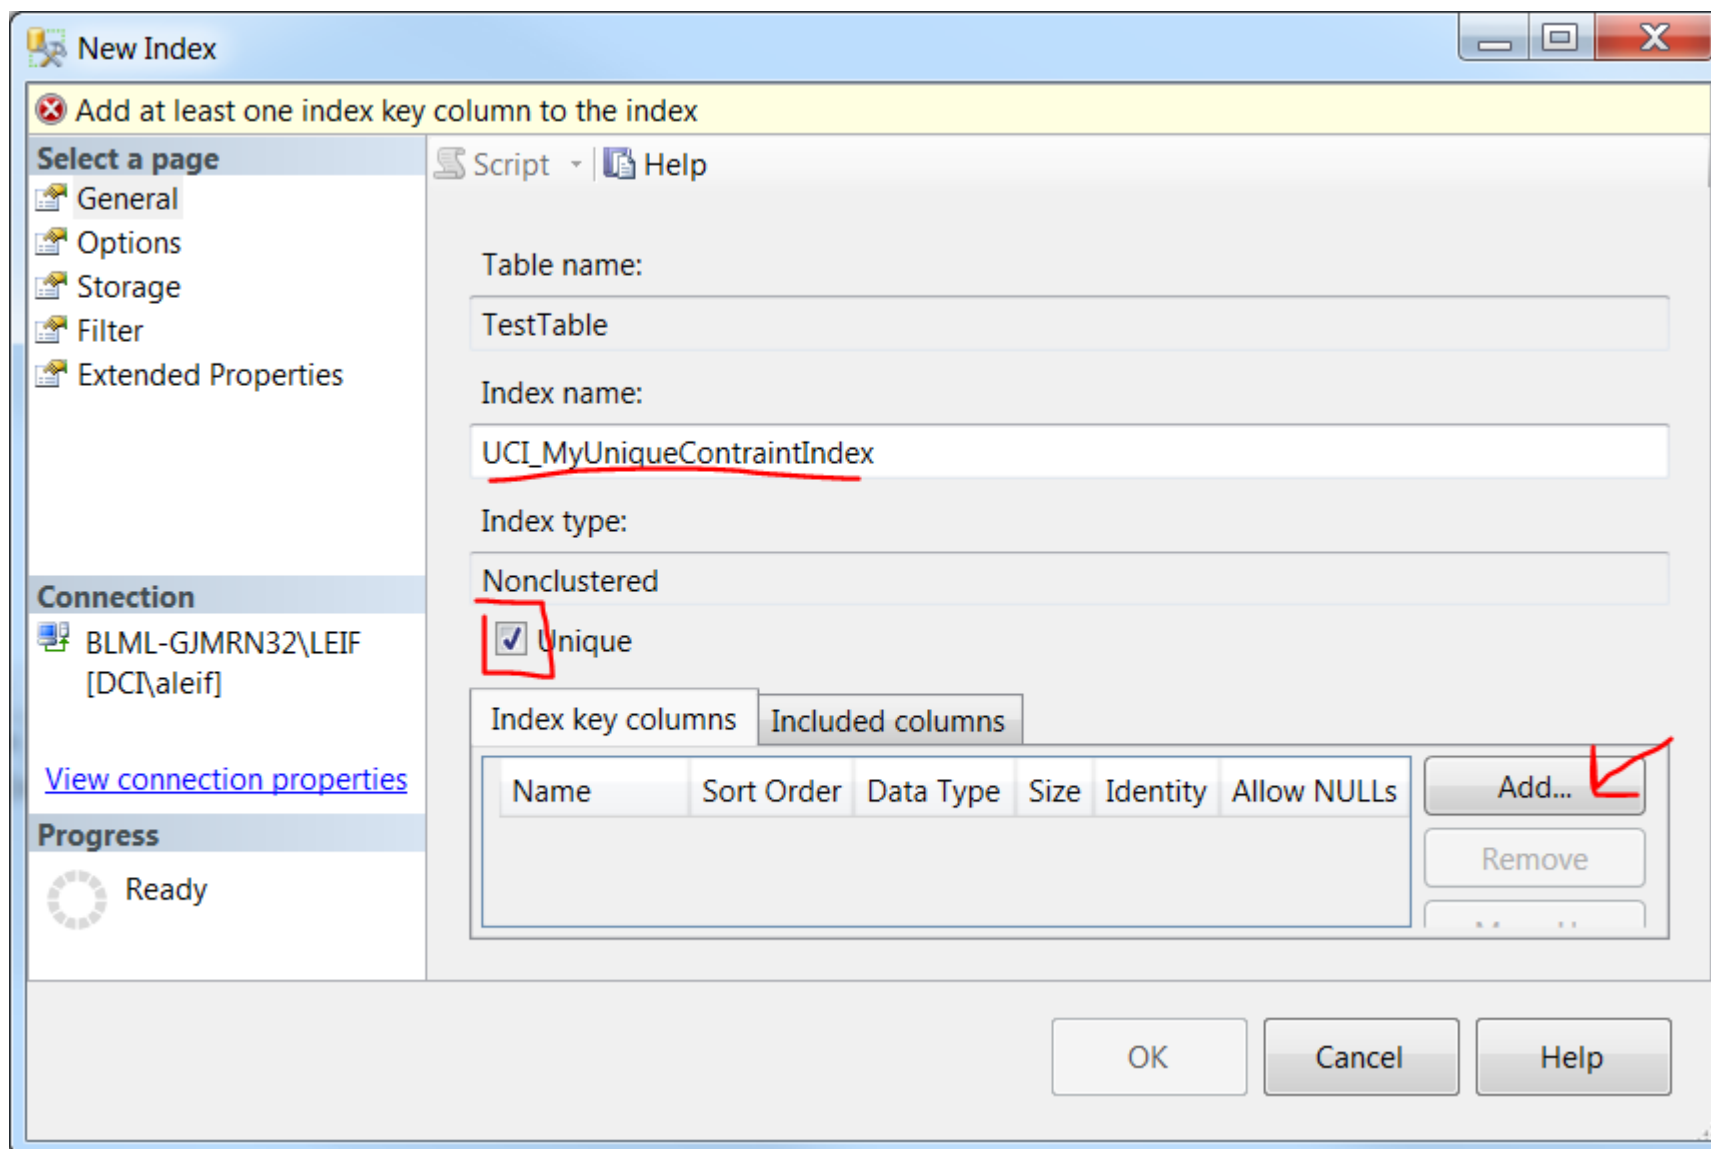 New Index
Add at least one index key column to the index
Select a page
General
Options
Storage
Filter
Extended Properties
Connection
BLML-GJMRN32\LEIF
[DCI\aleif]
View connection properties
Progress
Ready
Script
Help
Table name:
TestTable
Index name:
UCI_MyUniqueContraintIndex
Index type:
Nonclustered
Unique
Index key columns
Included columns
Name Sort Order Data Type Size Identity Allow NULLs
Add...
Remove
OK
Cancel
Help